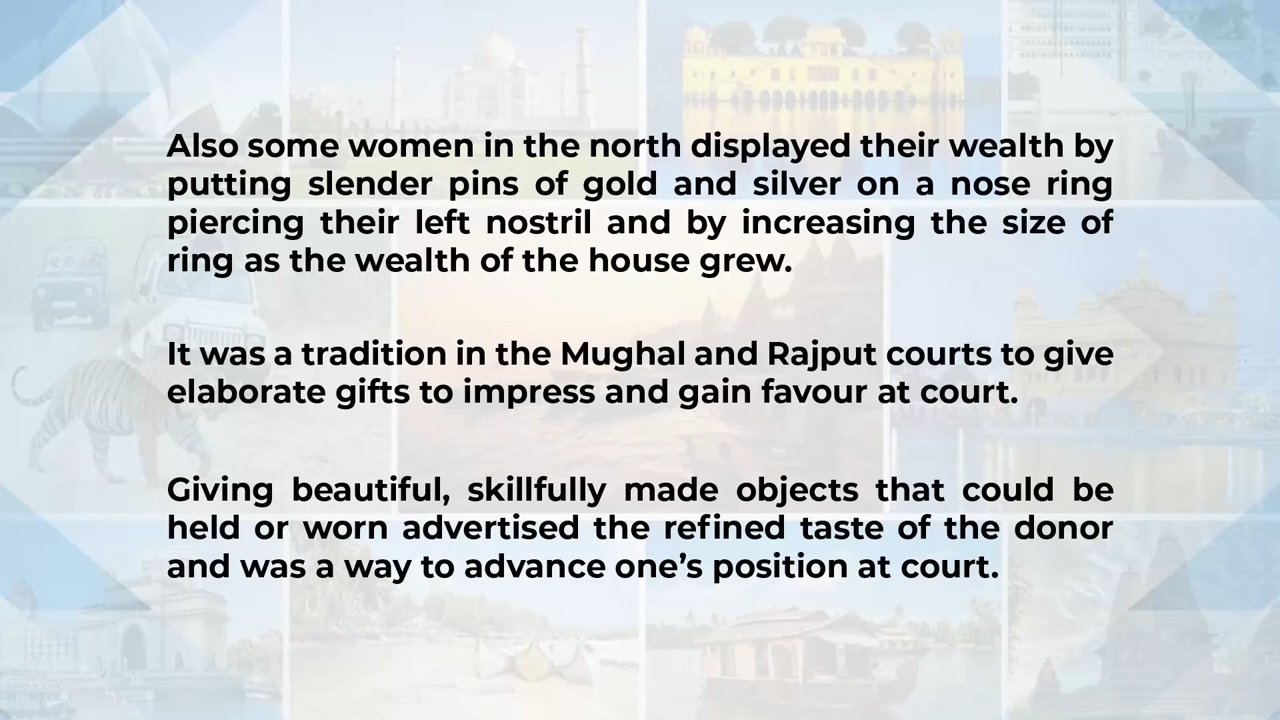 Also some women in the north displayed their wealth by
putting slender pins of gold and silver on a nose ring
piercing their left nostril and by increasing the size of
ring as the wealth of the house grew.
It was a tradition in the Mughal and Rajput courts to give
elaborate gifts to impress and gain favour at court.
Giving beautiful, skillfully made objects that could be
held or worn advertised the refined taste of the donor
and was a way to advance one’s position at court.